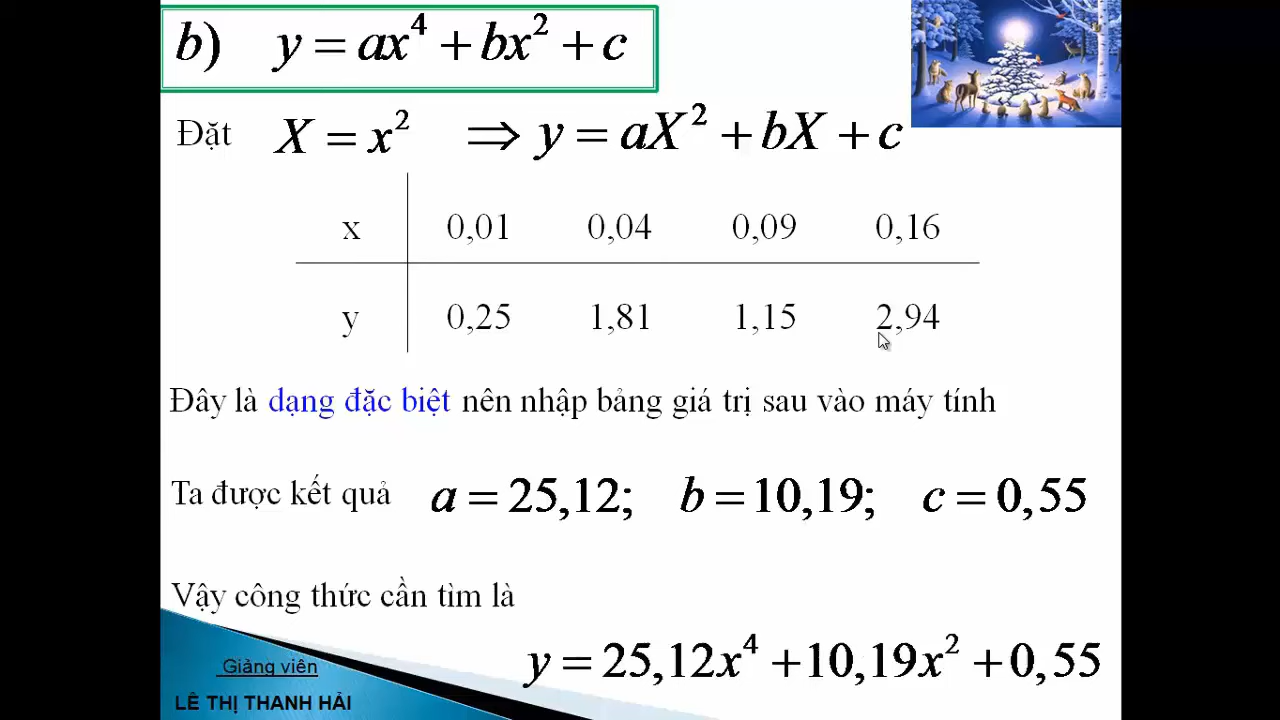 b) y = ax⁴ + bx² + c
Đặt X = x² ⇒ y = aX² + bX + c
x 0,01 0,04 0,09 0,16
y 0,25 1,81 1,15 2,94
Đây là dạng đặc biệt nên nhập bảng giá trị sau vào máy tính
Ta được kết quả a = 25,12; b = 10,19; c = 0,55
Vậy công thức cần tìm là
y = 25,12x⁴ + 10,19x² + 0,55
Giảng viên
LÊ THỊ THANH HẢI